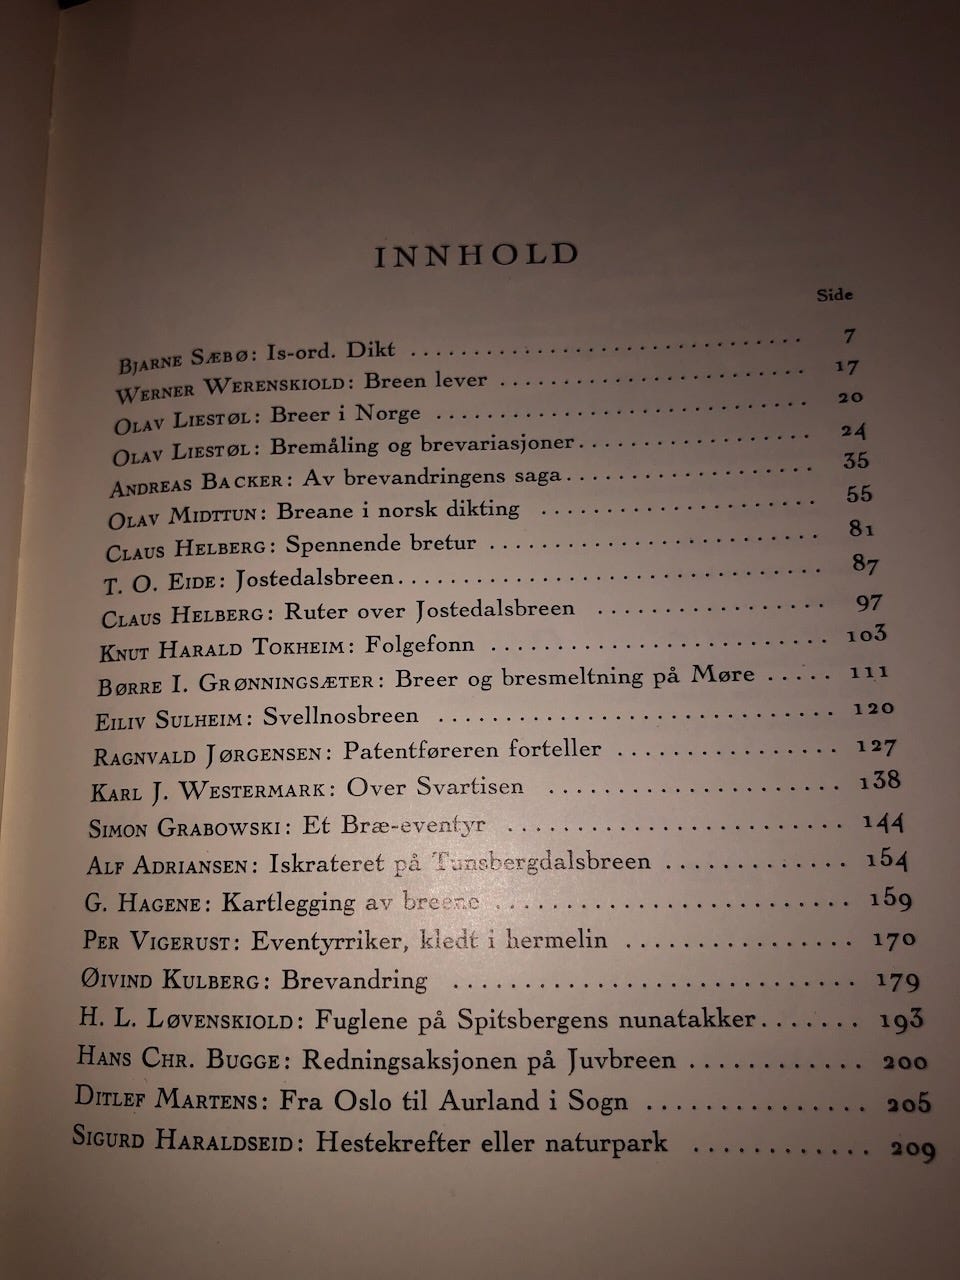 INNHOLD
Side
BJARNE SÆBØ: Is-ord. Dikt .............................. 7
WERNER WERENSKIOLD: Breen lever ........................ 17
OLAV LIESTØL: Breer i Norge ............................. 20
OLAV LIESTØL: Bremåling og brevariasjoner.................. 24
ANDREAS BACKER: Av brevandringens saga.................. 35
OLAV MIDTTUN: Breane i norsk dikting ..................... 55
CLAUS HELBERG: Spennende bretur ........................ 81
T. O. EIDE: Jostedalsbreen................................ 87
CLAUS HELBERG: Ruter over Jostedalsbreen ................. 97
KNUT HARALD TOKHEIM: Folgefonn ........................ 103
BØRRE I. GRØNNINGSÆTER: Breer og bresmeltning på Møre ..... 111
EILIV SULHEIM: Svellnosbreen ............................ 120
RAGNVALD JØRGENSEN: Patentføreren forteller ................ 127
KARL J. WESTERMARK: Over Svartisen ...................... 138
SIMON GRABOWSKI: Et Bræ-eventyr ........................ 144
ALF ADRIANSEN: Iskrateret på Tunsbergdalsbreen ............. 154
G. HAGENE: Kartlegging av breene ......................... 159
PER VIGERUST: Eventyrriker, kledt i hermelin ................ 170
ØIVIND KULBERG: Brevandring ............................ 179
H. L. LØVENSKIOLD: Fuglene på Spitsbergens nunatakker....... 193
HANS CHR. BUGGE: Redningsaksjonen på Juvbreen ............ 200
DITLEF MARTENS: Fra Oslo til Aurland i Sogn ............... 205
SIGURD HARALDSEID: Hestekrefter eller naturpark ............ 209